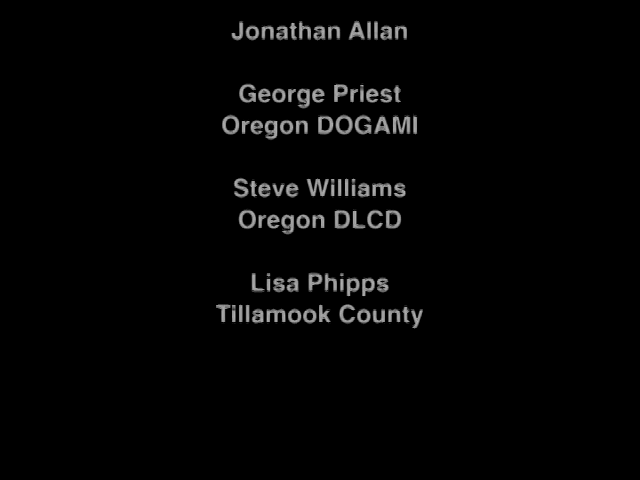 Jonathan Allan
George Priest
Oregon DOGAMI
Steve Williams
Oregon DLCD
Lisa Phipps
Tillamook County